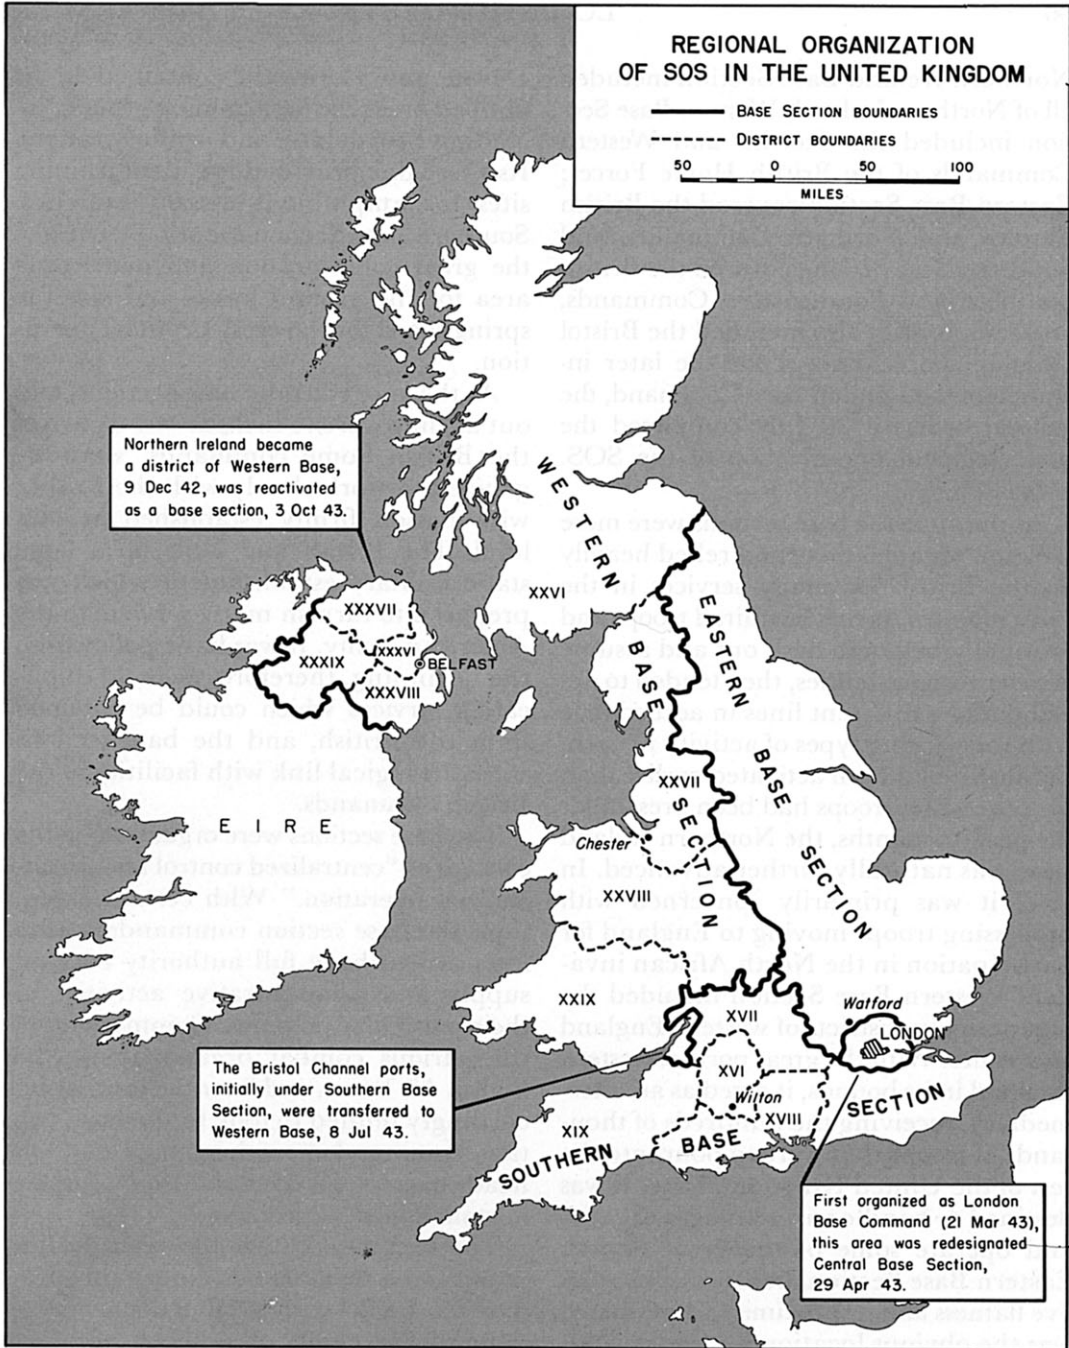 REGIONAL ORGANIZATION
OF SOS IN THE UNITED KINGDOM
BASE SECTION BOUNDARIES
DISTRICT BOUNDARIES
50 0 50 100
MILES
Northern Ireland became
a district of Western Base,
9 Dec 42, was reactivated
as a base section, 3 Oct 43.
WESTERN
BASE
SECTION
EASTERN
BASE
SECTION
XXVI
XXXVII
XXXVI
XXXIX
BELFAST
XXXVIII
EIRE
XXVII
Chester
XXVIII
XXIX
XVII
Watford
LONDON
The Bristol Channel ports,
initially under Southern Base
Section, were transferred to
Western Base, 8 Jul 43.
XVI
Wilton
XVIII
XIX
SOUTHERN
BASE
SECTION
First organized as London
Base Command (21 Mar 43),
this area was redesignated
Central Base Section,
29 Apr 43.